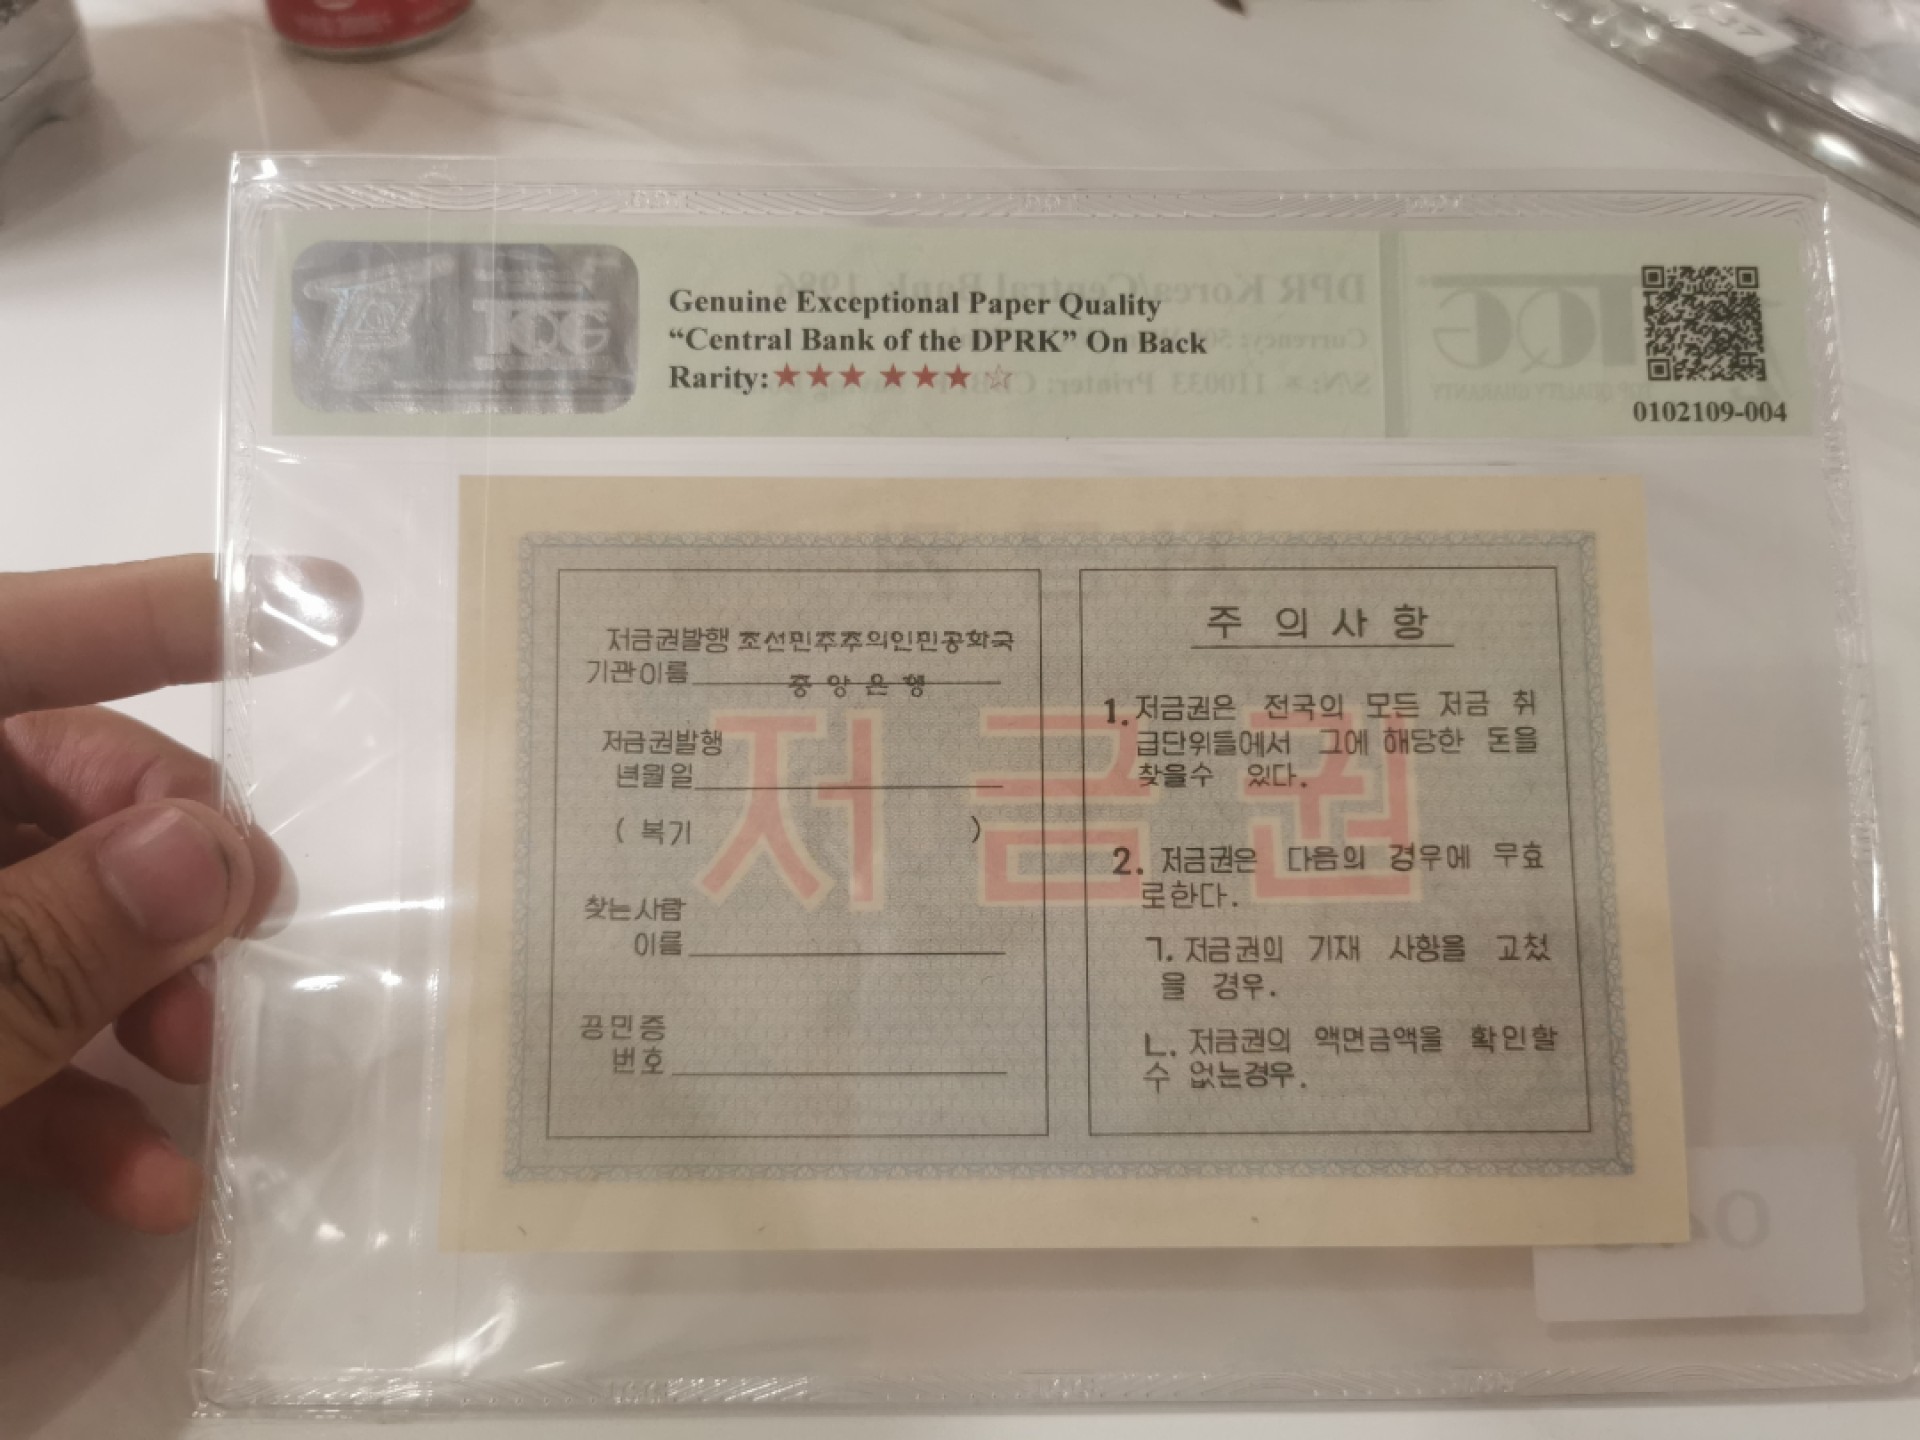 TQG
Genuine Exceptional Paper Quality
“Central Bank of the DPRK” On Back
Rarity:★★★ ★★★☆
0102109-004
저금권발행 조선민주주의인민공화국
기관이름 중앙은행
저금권발행
년월일
( 복기 )
찾는사람
이름
공민증
번호
주의사항
1. 저금권은 전국의 모든 저금 취
급단위들에서 그에 해당한 돈을
찾을수 있다.
2. 저금권은 다음의 경우에 무효
로한다.
ㄱ. 저금권의 기재 사항을 고쳤
을 경우.
ㄴ. 저금권의 액면금액을 확인할
수 없는경우.
저금권